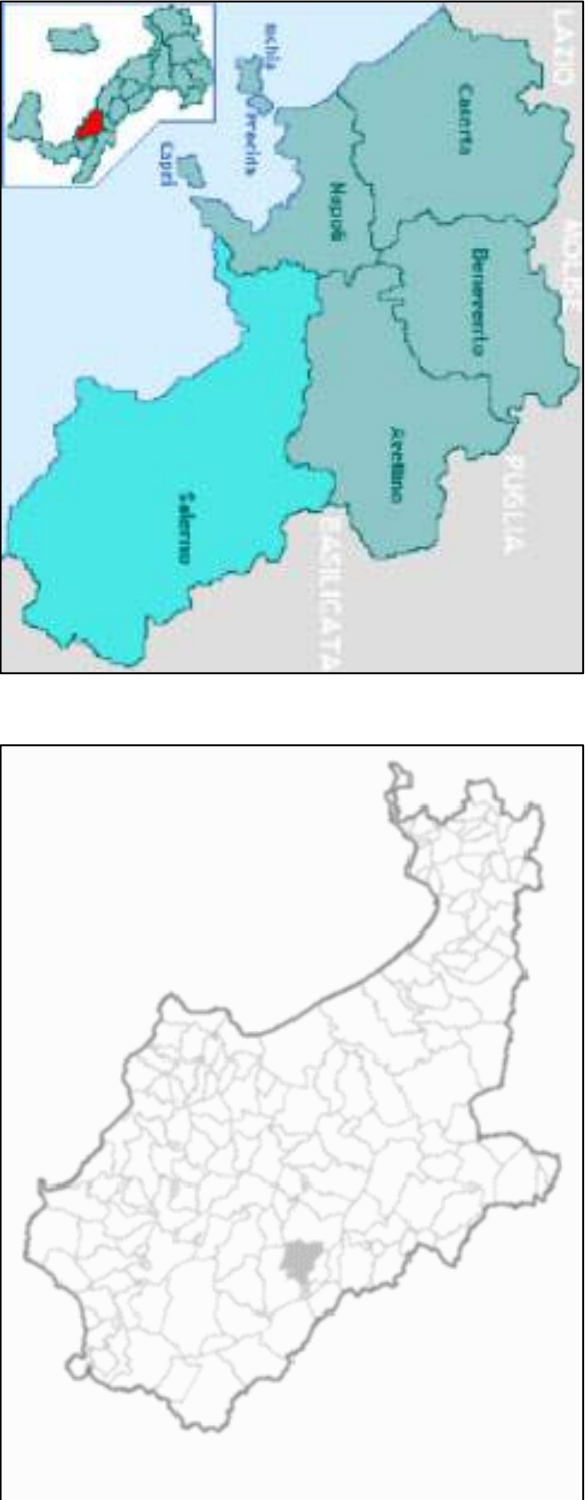 LAZIO
MOLISE
PUGLIA
BASILICATA
Caserta
Benevento
Napoli
Avellino
Salerno
Ischia
Procida
Capri